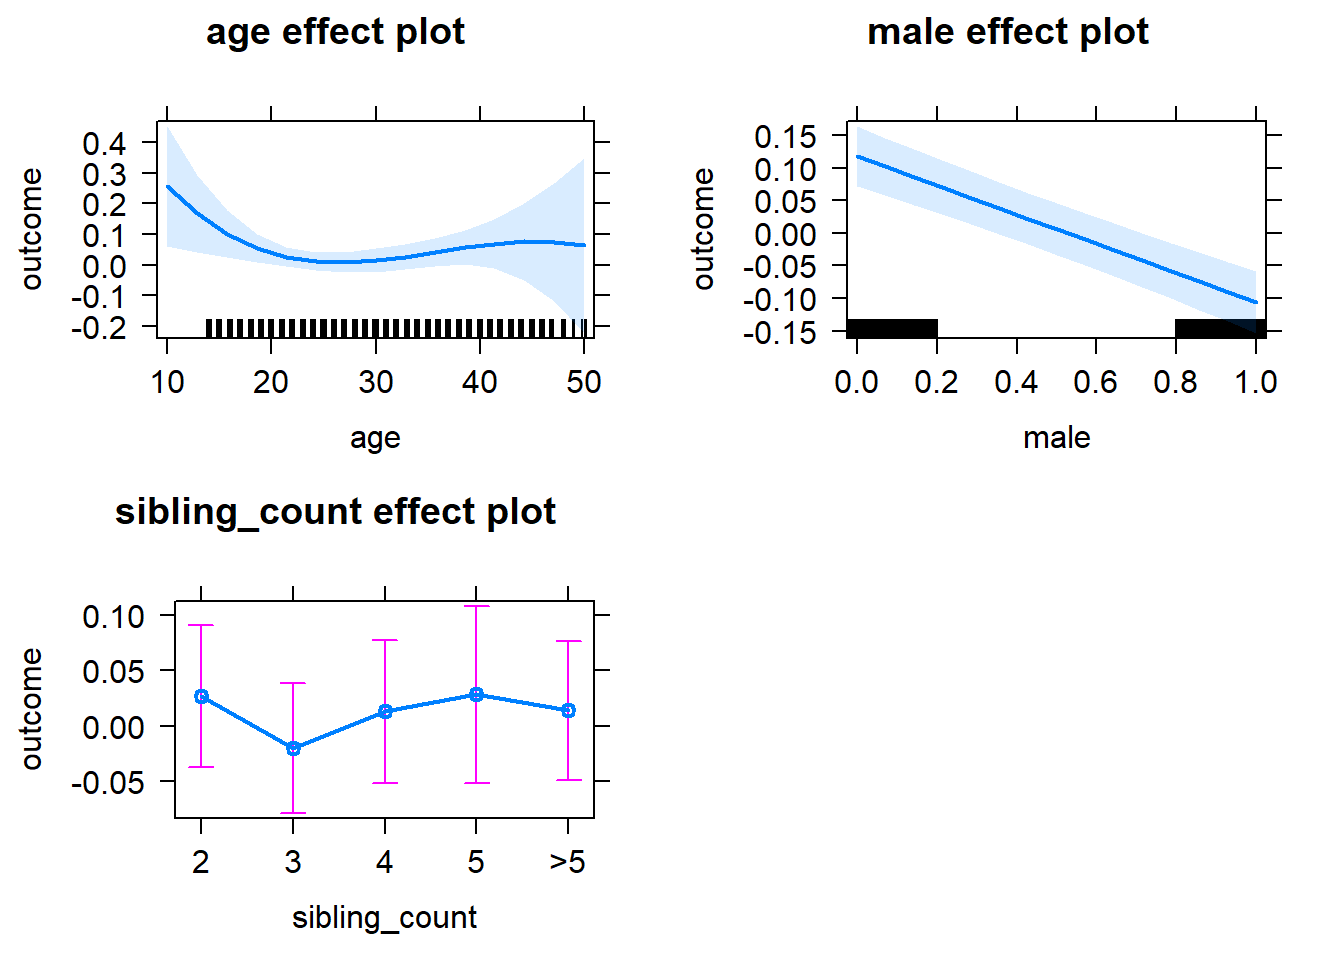 age effect plot
outcome
0.4
0.3
0.2
0.1
0.0
-0.1
-0.2
10 20 30 40 50
age
male effect plot
outcome
0.15
0.10
0.05
0.00
-0.05
-0.10
-0.15
0.0 0.2 0.4 0.6 0.8 1.0
male
sibling_count effect plot
outcome
0.10
0.05
0.00
-0.05
2 3 4 5 >5
sibling_count